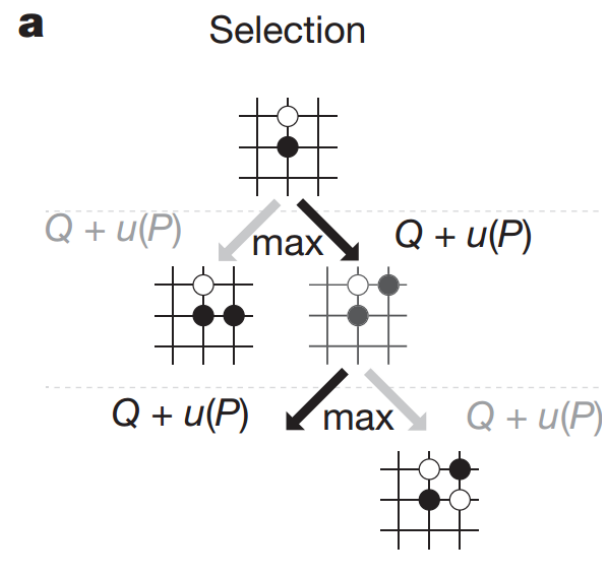 a
Selection
Q + u(P)
max
Q + u(P)
Q + u(P)
max
Q + u(P)